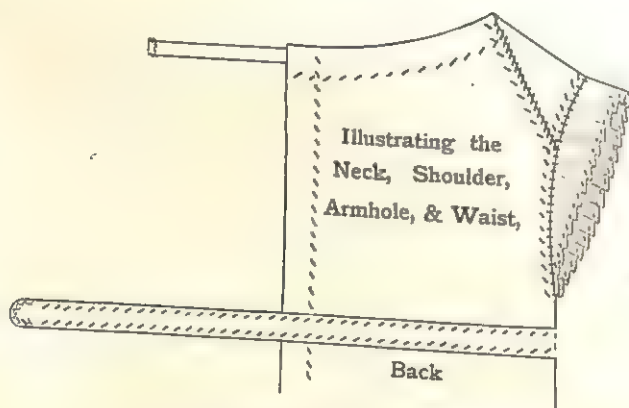 Illustrating the
Neck, Shoulder,
Armhole, & Waist,
Back